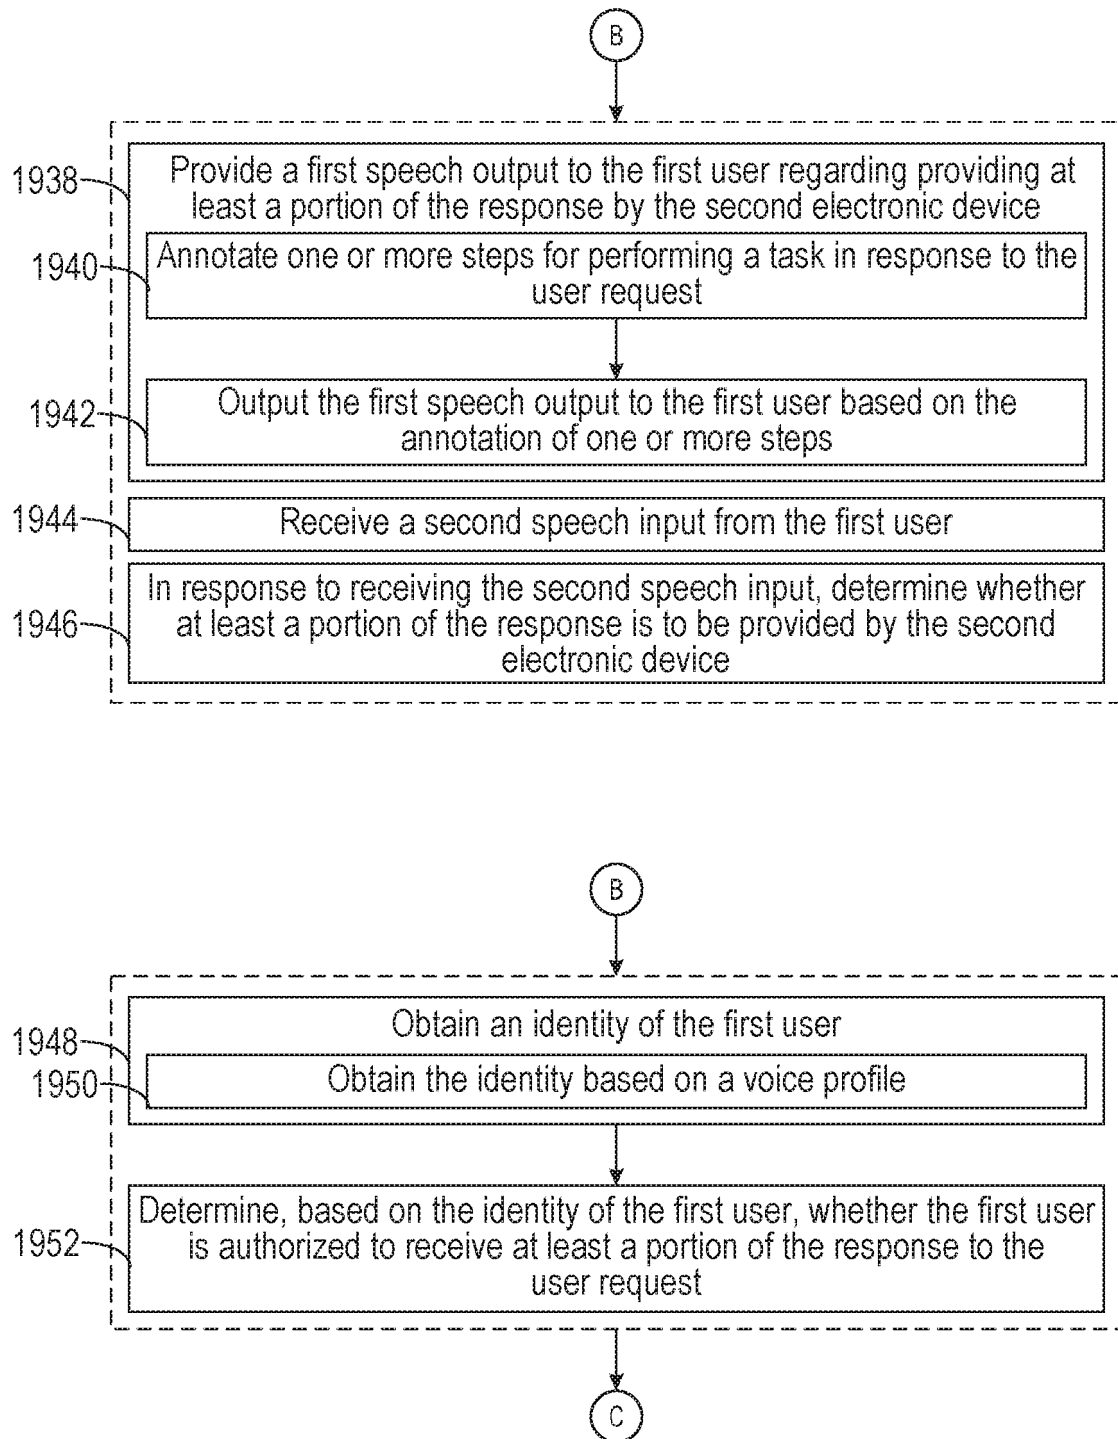 B
1938
Provide a first speech output to the first user regarding providing at
least a portion of the response by the second electronic device
1940
Annotate one or more steps for performing a task in response to the
user request
1942
Output the first speech output to the first user based on the
annotation of one or more steps
1944
Receive a second speech input from the first user
1946
In response to receiving the second speech input, determine whether
at least a portion of the response is to be provided by the second
electronic device
B
1948
Obtain an identity of the first user
1950
Obtain the identity based on a voice profile
1952
Determine, based on the identity of the first user, whether the first user
is authorized to receive at least a portion of the response to the
user request
C